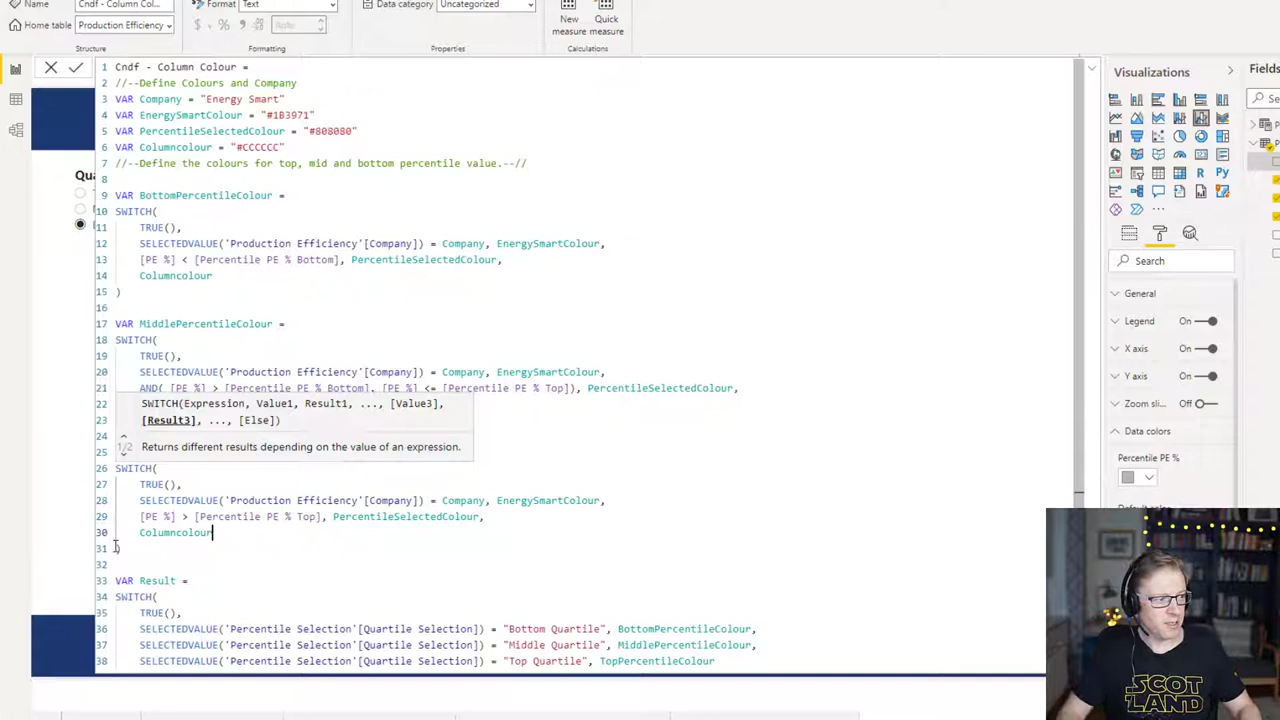 Name Cndf - Column Colour... Format Text Data category Uncategorized New measure Quick measure
Home table Production Efficiency $ % Auto
Structure Formatting Properties Calculations
1 Cndf - Column Colour =
2 //--Define Colours and Company
3 VAR Company = "Energy Smart"
4 VAR EnergySmartColour = "#1B3971"
5 VAR PercentileSelectedColour = "#808080"
6 VAR Columncolour = "#CCCCCC"
7 //--Define the colours for top, mid and bottom percentile value.--//
8
9 VAR BottomPercentileColour =
10 SWITCH(
11 TRUE(),
12 SELECTEDVALUE('Production Efficiency'[Company]) = Company, EnergySmartColour,
13 [PE %] < [Percentile PE % Bottom], PercentileSelectedColour,
14 Columncolour
15 )
16
17 VAR MiddlePercentileColour =
18 SWITCH(
19 TRUE(),
20 SELECTEDVALUE('Production Efficiency'[Company]) = Company, EnergySmartColour,
21 AND( [PE %] > [Percentile PE % Bottom], [PE %] <= [Percentile PE % Top]), PercentileSelectedColour,
22
23
24
25
SWITCH(Expression, Value1, Result1, ..., [Value3],
[Result3], ..., [Else])
1/2 Returns different results depending on the value of an expression.
26 SWITCH(
27 TRUE(),
28 SELECTEDVALUE('Production Efficiency'[Company]) = Company, EnergySmartColour,
29 [PE %] > [Percentile PE % Top], PercentileSelectedColour,
30 Columncolour
31 )
32
33 VAR Result =
34 SWITCH(
35 TRUE(),
36 SELECTEDVALUE('Percentile Selection'[Quartile Selection]) = "Bottom Quartile", BottomPercentileColour,
37 SELECTEDVALUE('Percentile Selection'[Quartile Selection]) = "Middle Quartile", MiddlePercentileColour,
38 SELECTEDVALUE('Percentile Selection'[Quartile Selection]) = "Top Quartile", TopPercentileColour
Qua
Visualizations
R Py
Search
General
Legend On
X axis On
Y axis On
Zoom sli... Off
Data colors
Percentile PE %
Fields
SCOT
LAND